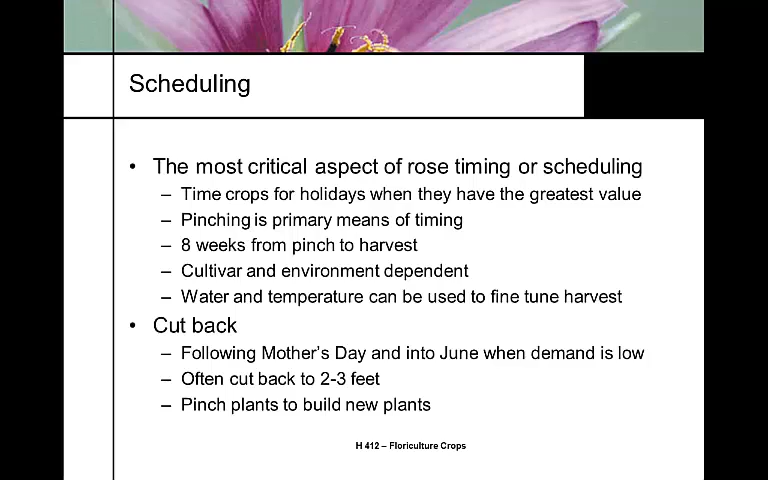 Scheduling
• The most critical aspect of rose timing or scheduling
– Time crops for holidays when they have the greatest value
– Pinching is primary means of timing
– 8 weeks from pinch to harvest
– Cultivar and environment dependent
– Water and temperature can be used to fine tune harvest
• Cut back
– Following Mother's Day and into June when demand is low
– Often cut back to 2-3 feet
– Pinch plants to build new plants
H 412 – Floriculture Crops